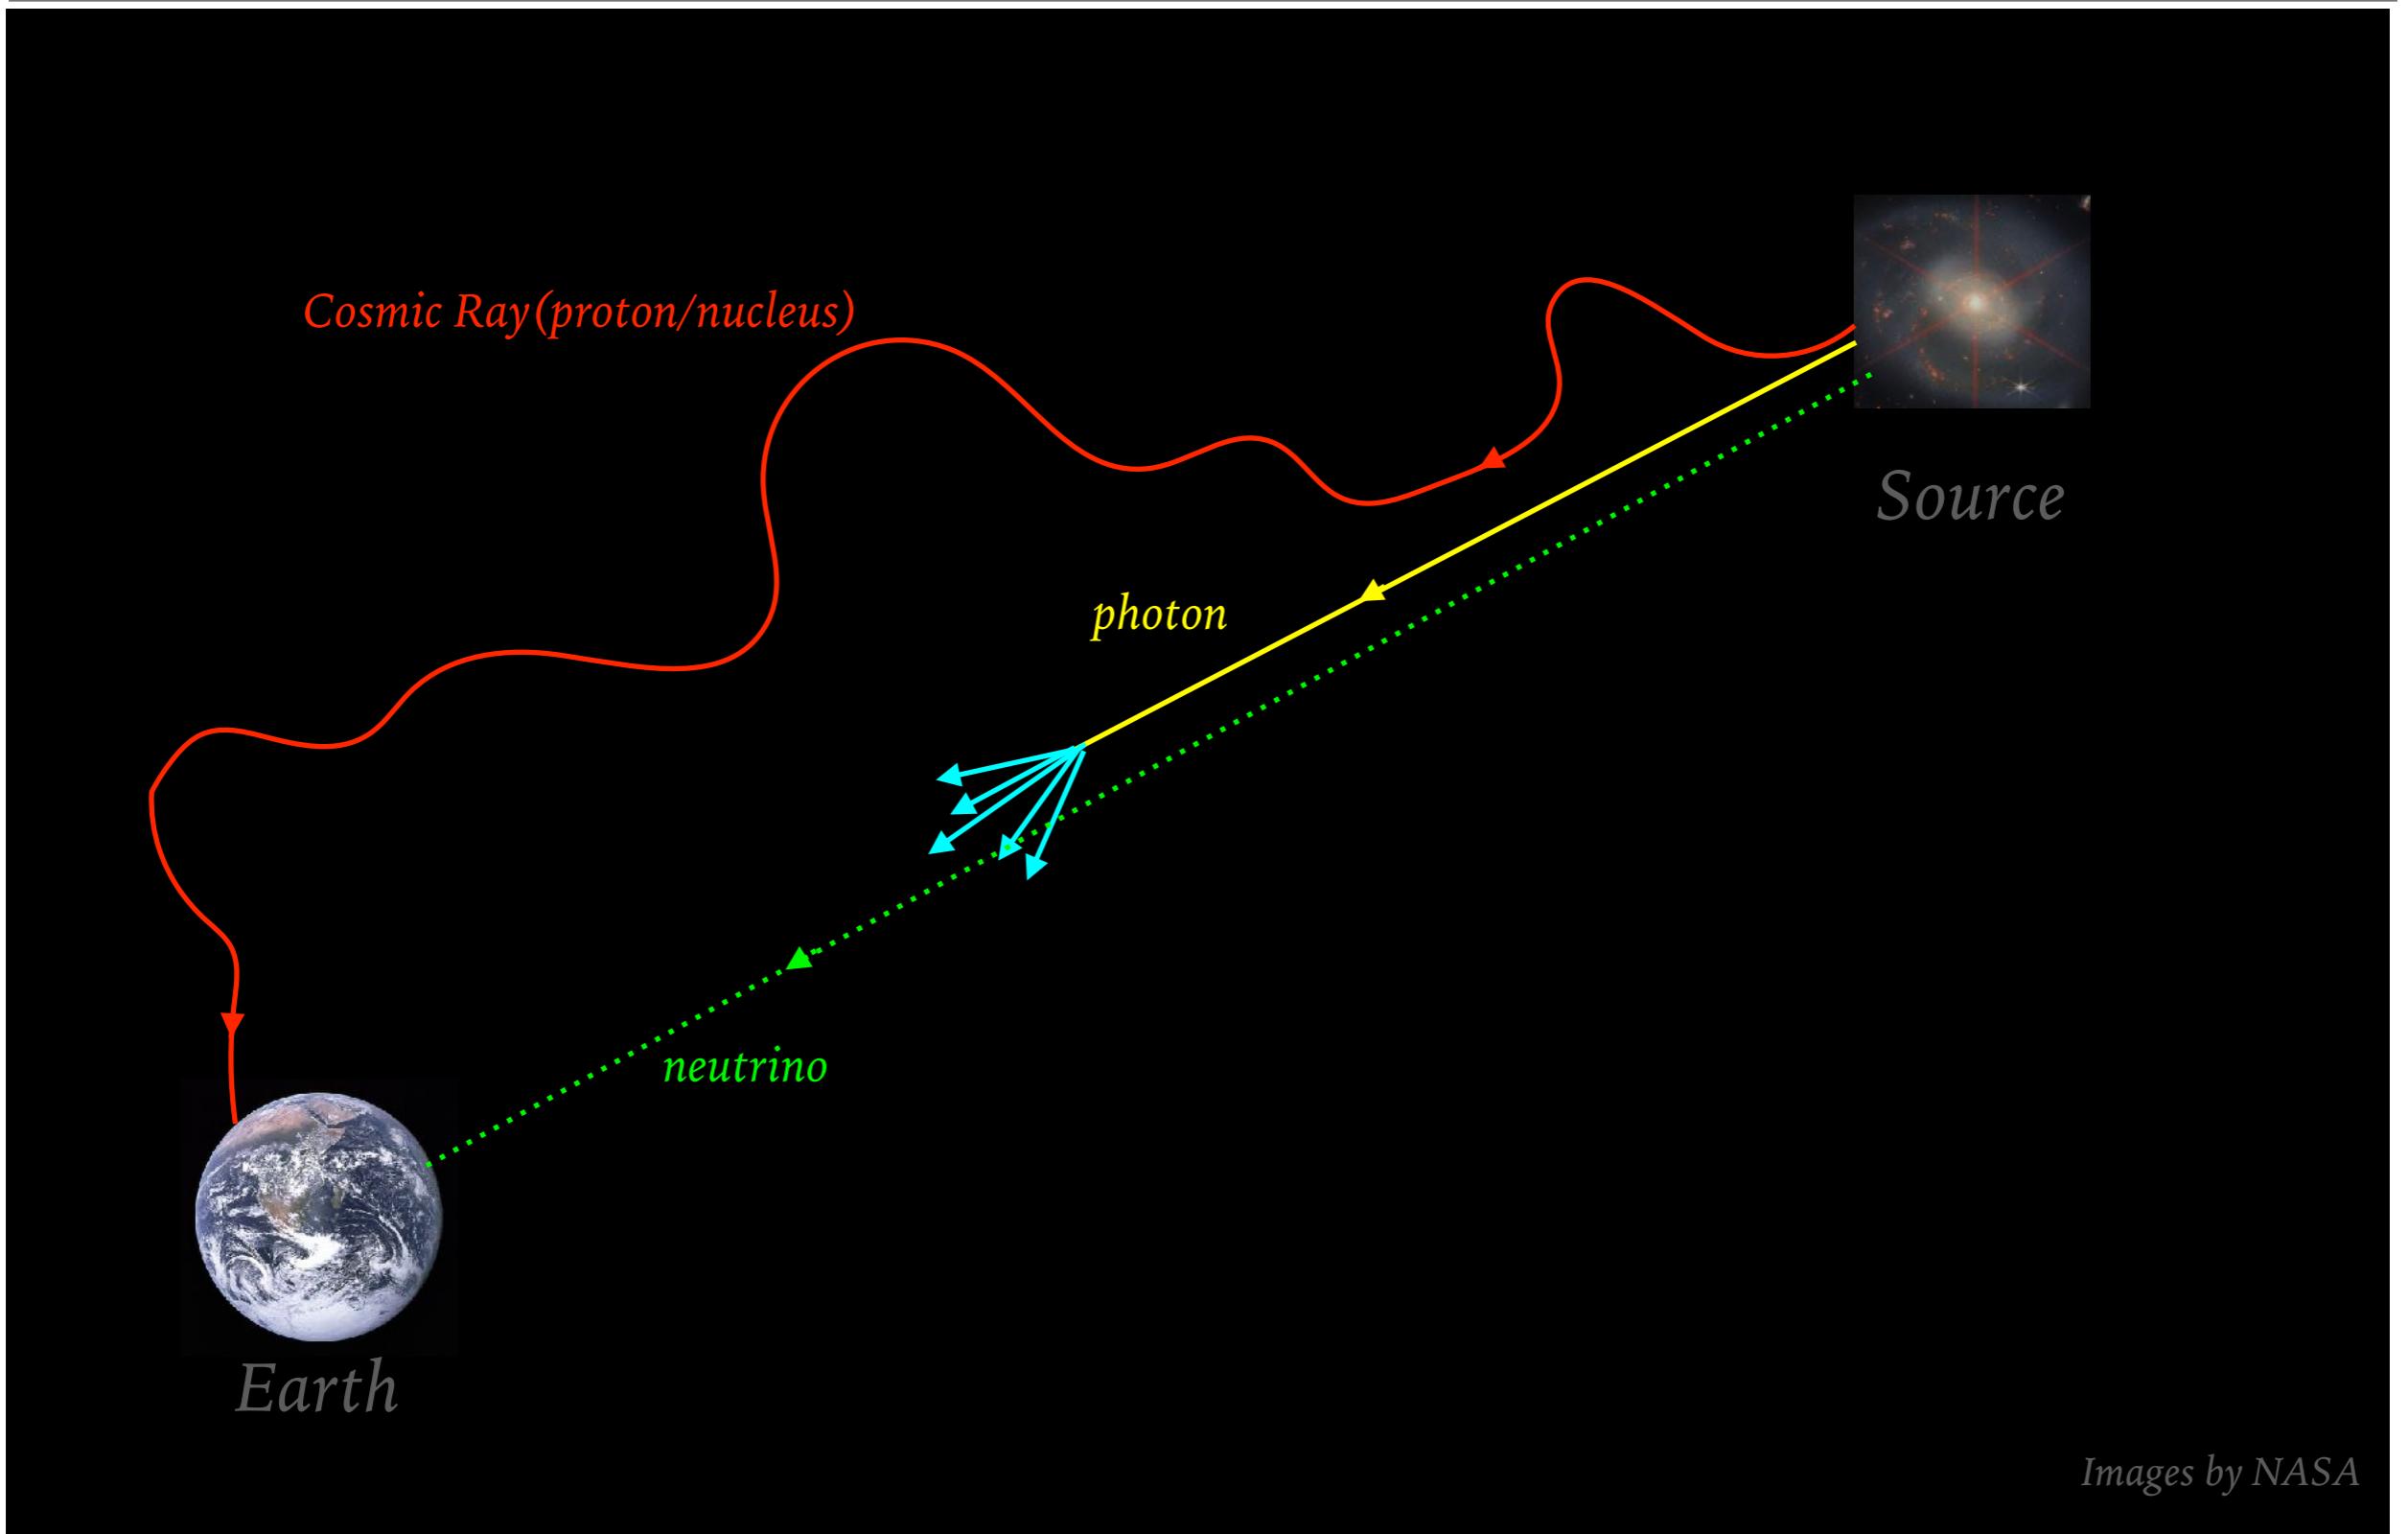 Cosmic Ray (proton/nucleus)
Source
photon
neutrino
Earth
Images by NASA